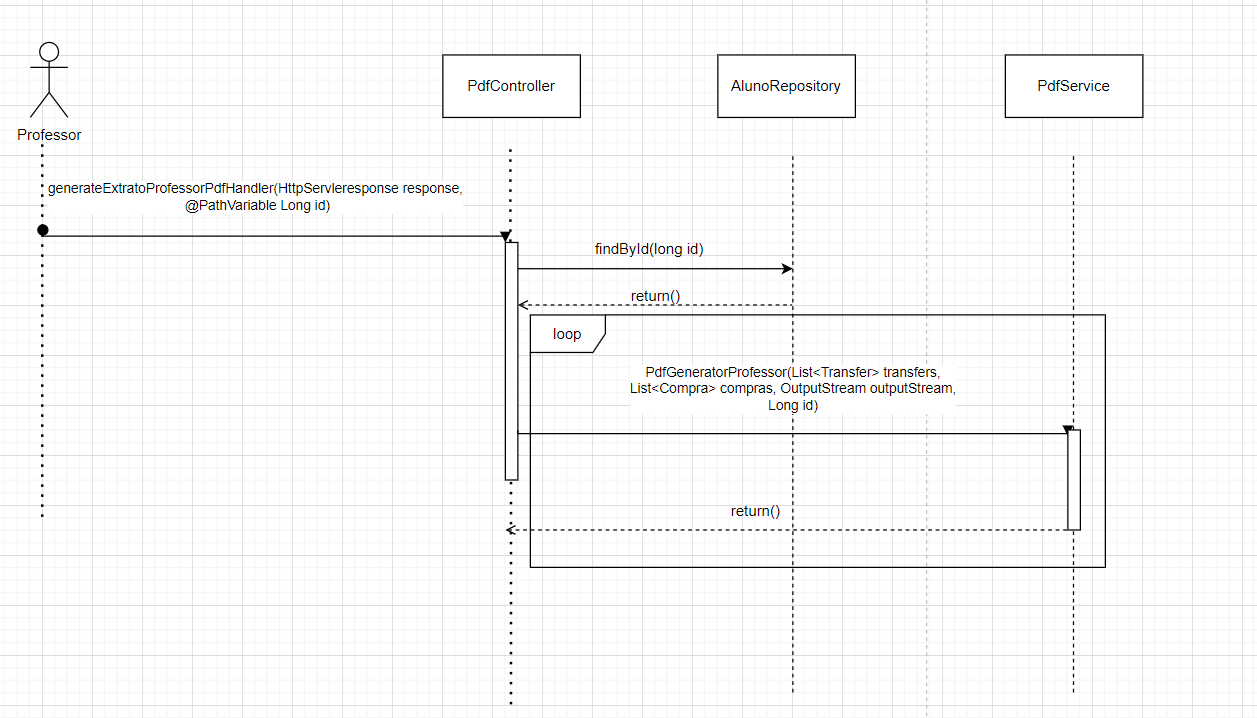 Professor
PdfController
AlunoRepository
PdfService
generateExtratoProfessorPdfHandler(HttpServleresponse response,
@PathVariable Long id)
findById(long id)
return()
loop
PdfGeneratorProfessor(List<Transfer> transfers,
List<Compra> compras, OutputStream outputStream,
Long id)
return()